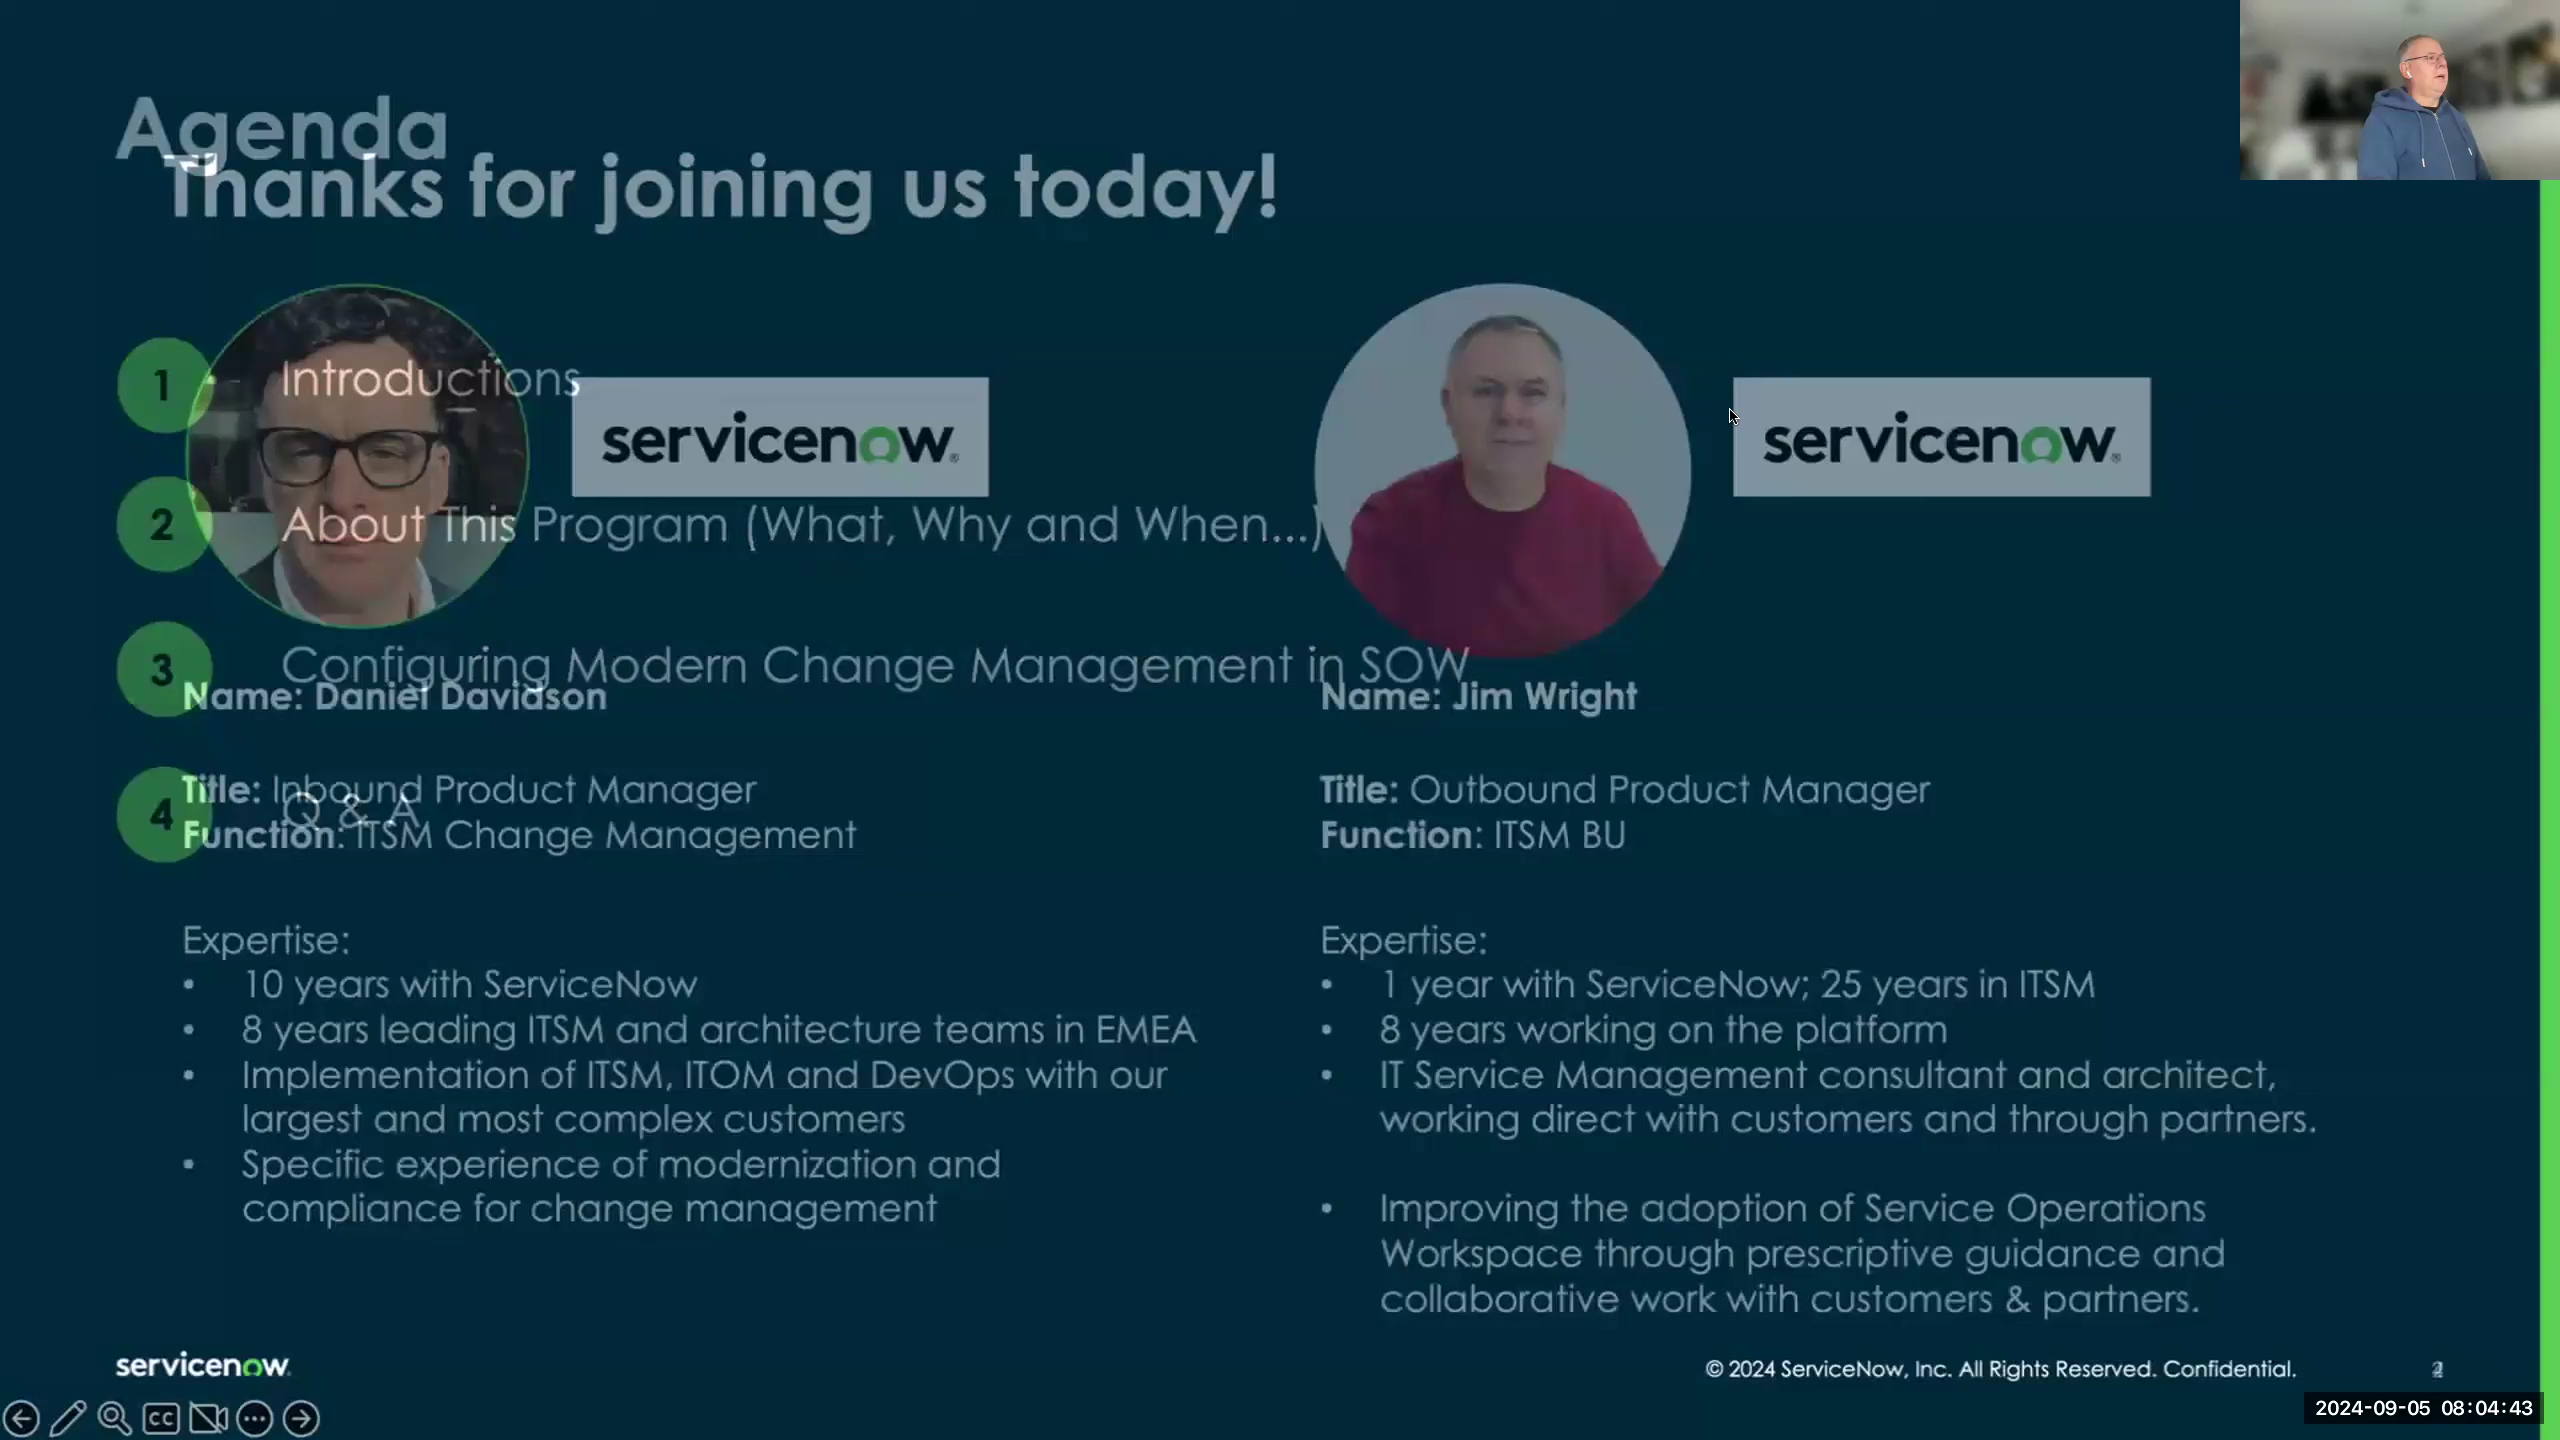 Agenda
Thanks for joining us today!
1 Introductions
servicenow®
servicenow®
2 About This Program (What, Why and When...)
3 Configuring Modern Change Management in SOW
Name: Daniel Davidson
Title: Inbound Product Manager
4 Q & A
Function: ITSM Change Management
Expertise:
• 10 years with ServiceNow
• 8 years leading ITSM and architecture teams in EMEA
• Implementation of ITSM, ITOM and DevOps with our
largest and most complex customers
• Specific experience of modernization and
compliance for change management
Name: Jim Wright
Title: Outbound Product Manager
Function: ITSM BU
Expertise:
• 1 year with ServiceNow; 25 years in ITSM
• 8 years working on the platform
• IT Service Management consultant and architect,
working direct with customers and through partners.
• Improving the adoption of Service Operations
Workspace through prescriptive guidance and
collaborative work with customers & partners.
servicenow
© 2024 ServiceNow, Inc. All Rights Reserved. Confidential.
CC
2024-09-05 08:04:43